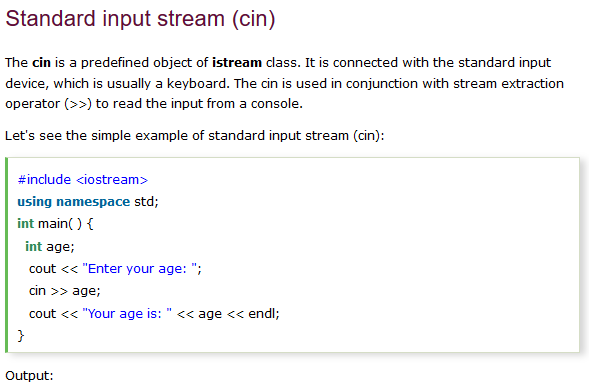 Standard input stream (cin)
The cin is a predefined object of istream class. It is connected with the standard input
device, which is usually a keyboard. The cin is used in conjunction with stream extraction
operator (>>) to read the input from a console.
Let's see the simple example of standard input stream (cin):
#include <iostream>
using namespace std;
int main( ) {
  int age;
   cout << "Enter your age: ";
   cin >> age;
   cout << "Your age is: " << age << endl;
}
Output: